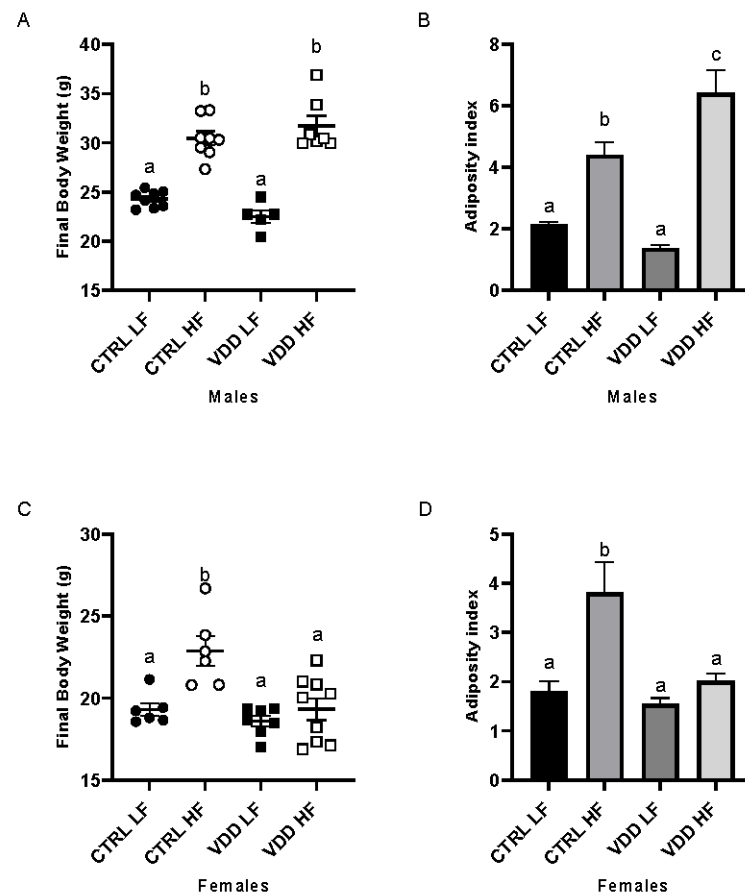 A
Final Body Weight (g)
40
35
30
25
20
15
a
b
a
b
CTRL LF
CTRL HF
VDD LF
VDD HF
Males
B
Adiposity index
8
6
4
2
0
a
b
a
c
CTRL LF
CTRL HF
VDD LF
VDD HF
Males
C
Final Body Weight (g)
30
25
20
15
a
b
a
a
CTRL LF
CTRL HF
VDD LF
VDD HF
Females
D
Adiposity index
5
4
3
2
1
0
a
b
a
a
CTRL LF
CTRL HF
VDD LF
VDD HF
Females